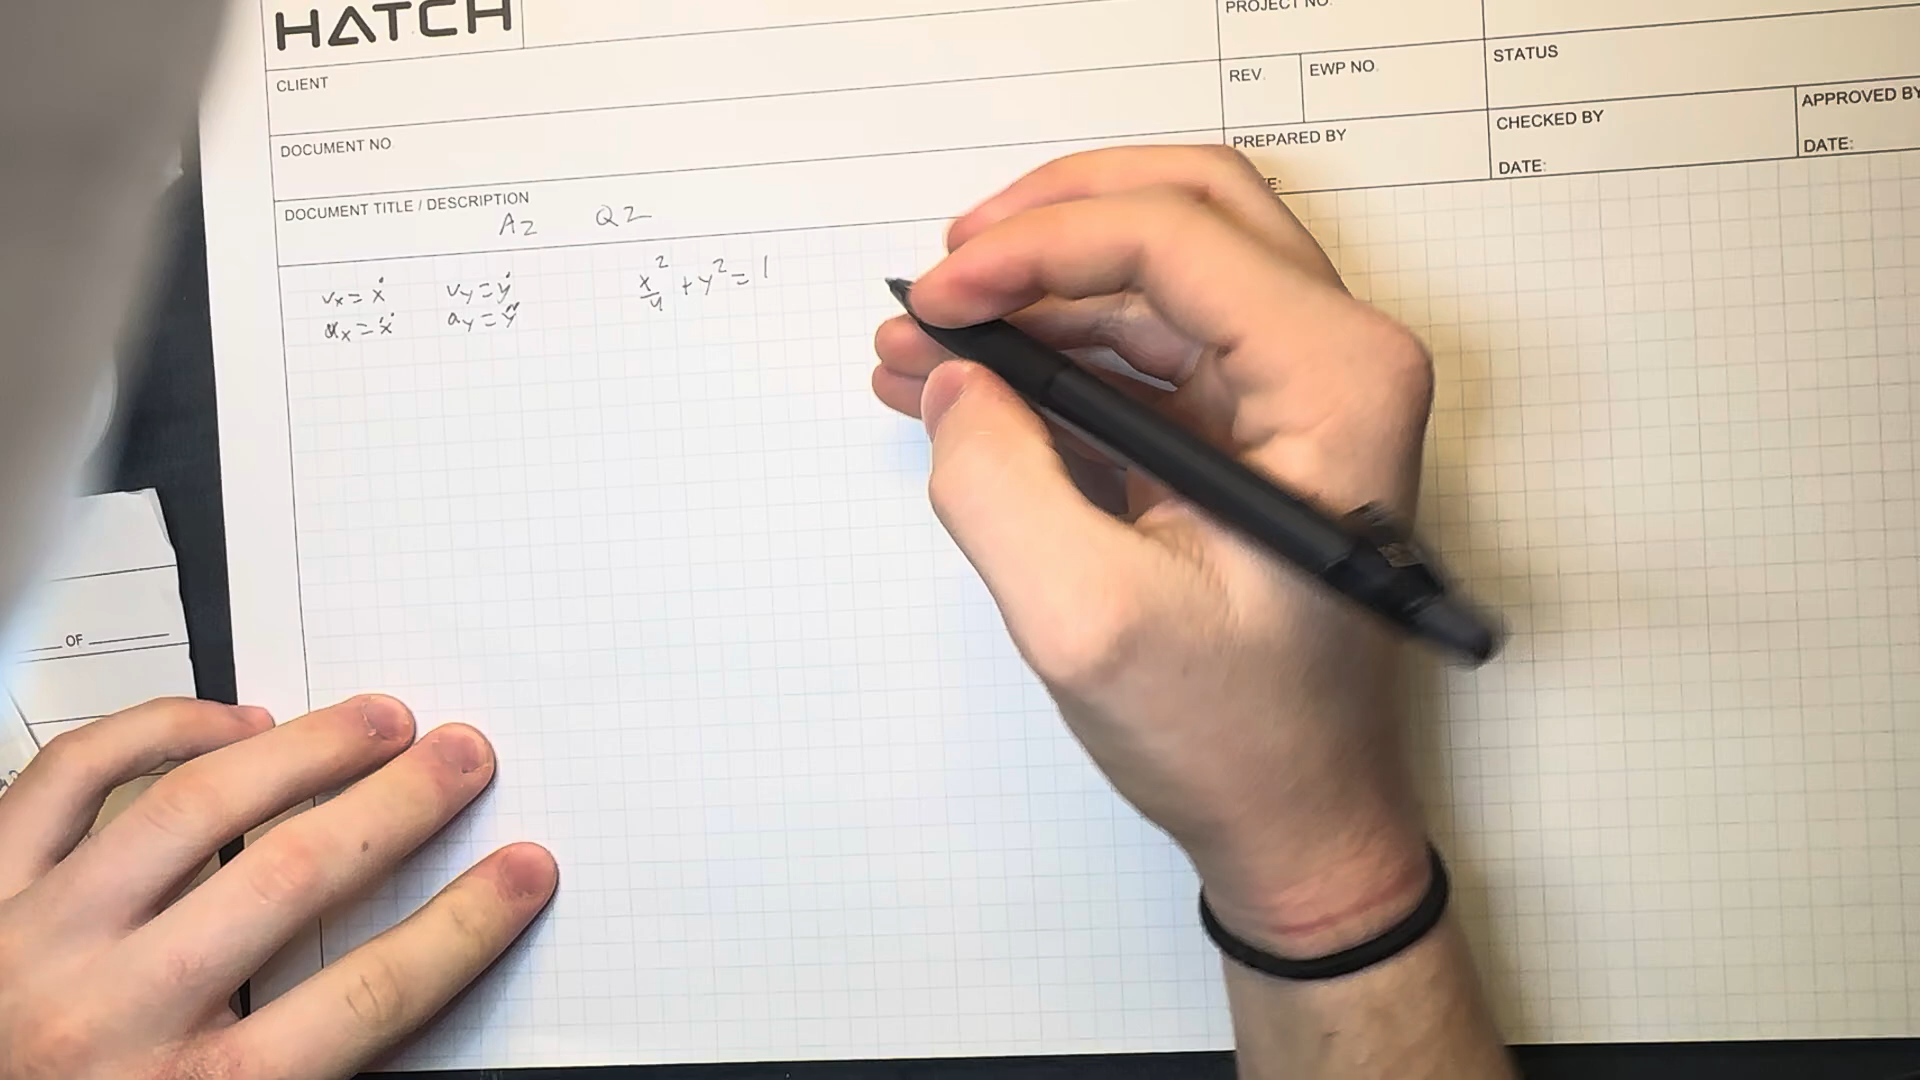 HATCH
PROJECT NO.
CLIENT
REV.
EWP NO.
STATUS
DOCUMENT NO.
PREPARED BY
CHECKED BY
DATE:
APPROVED BY
DATE:
DOCUMENT TITLE / DESCRIPTION
A2 Q2
vx = ẋ vy = ẏ x²/4 + y² = 1
ax = ẍ ay = ÿ
OF